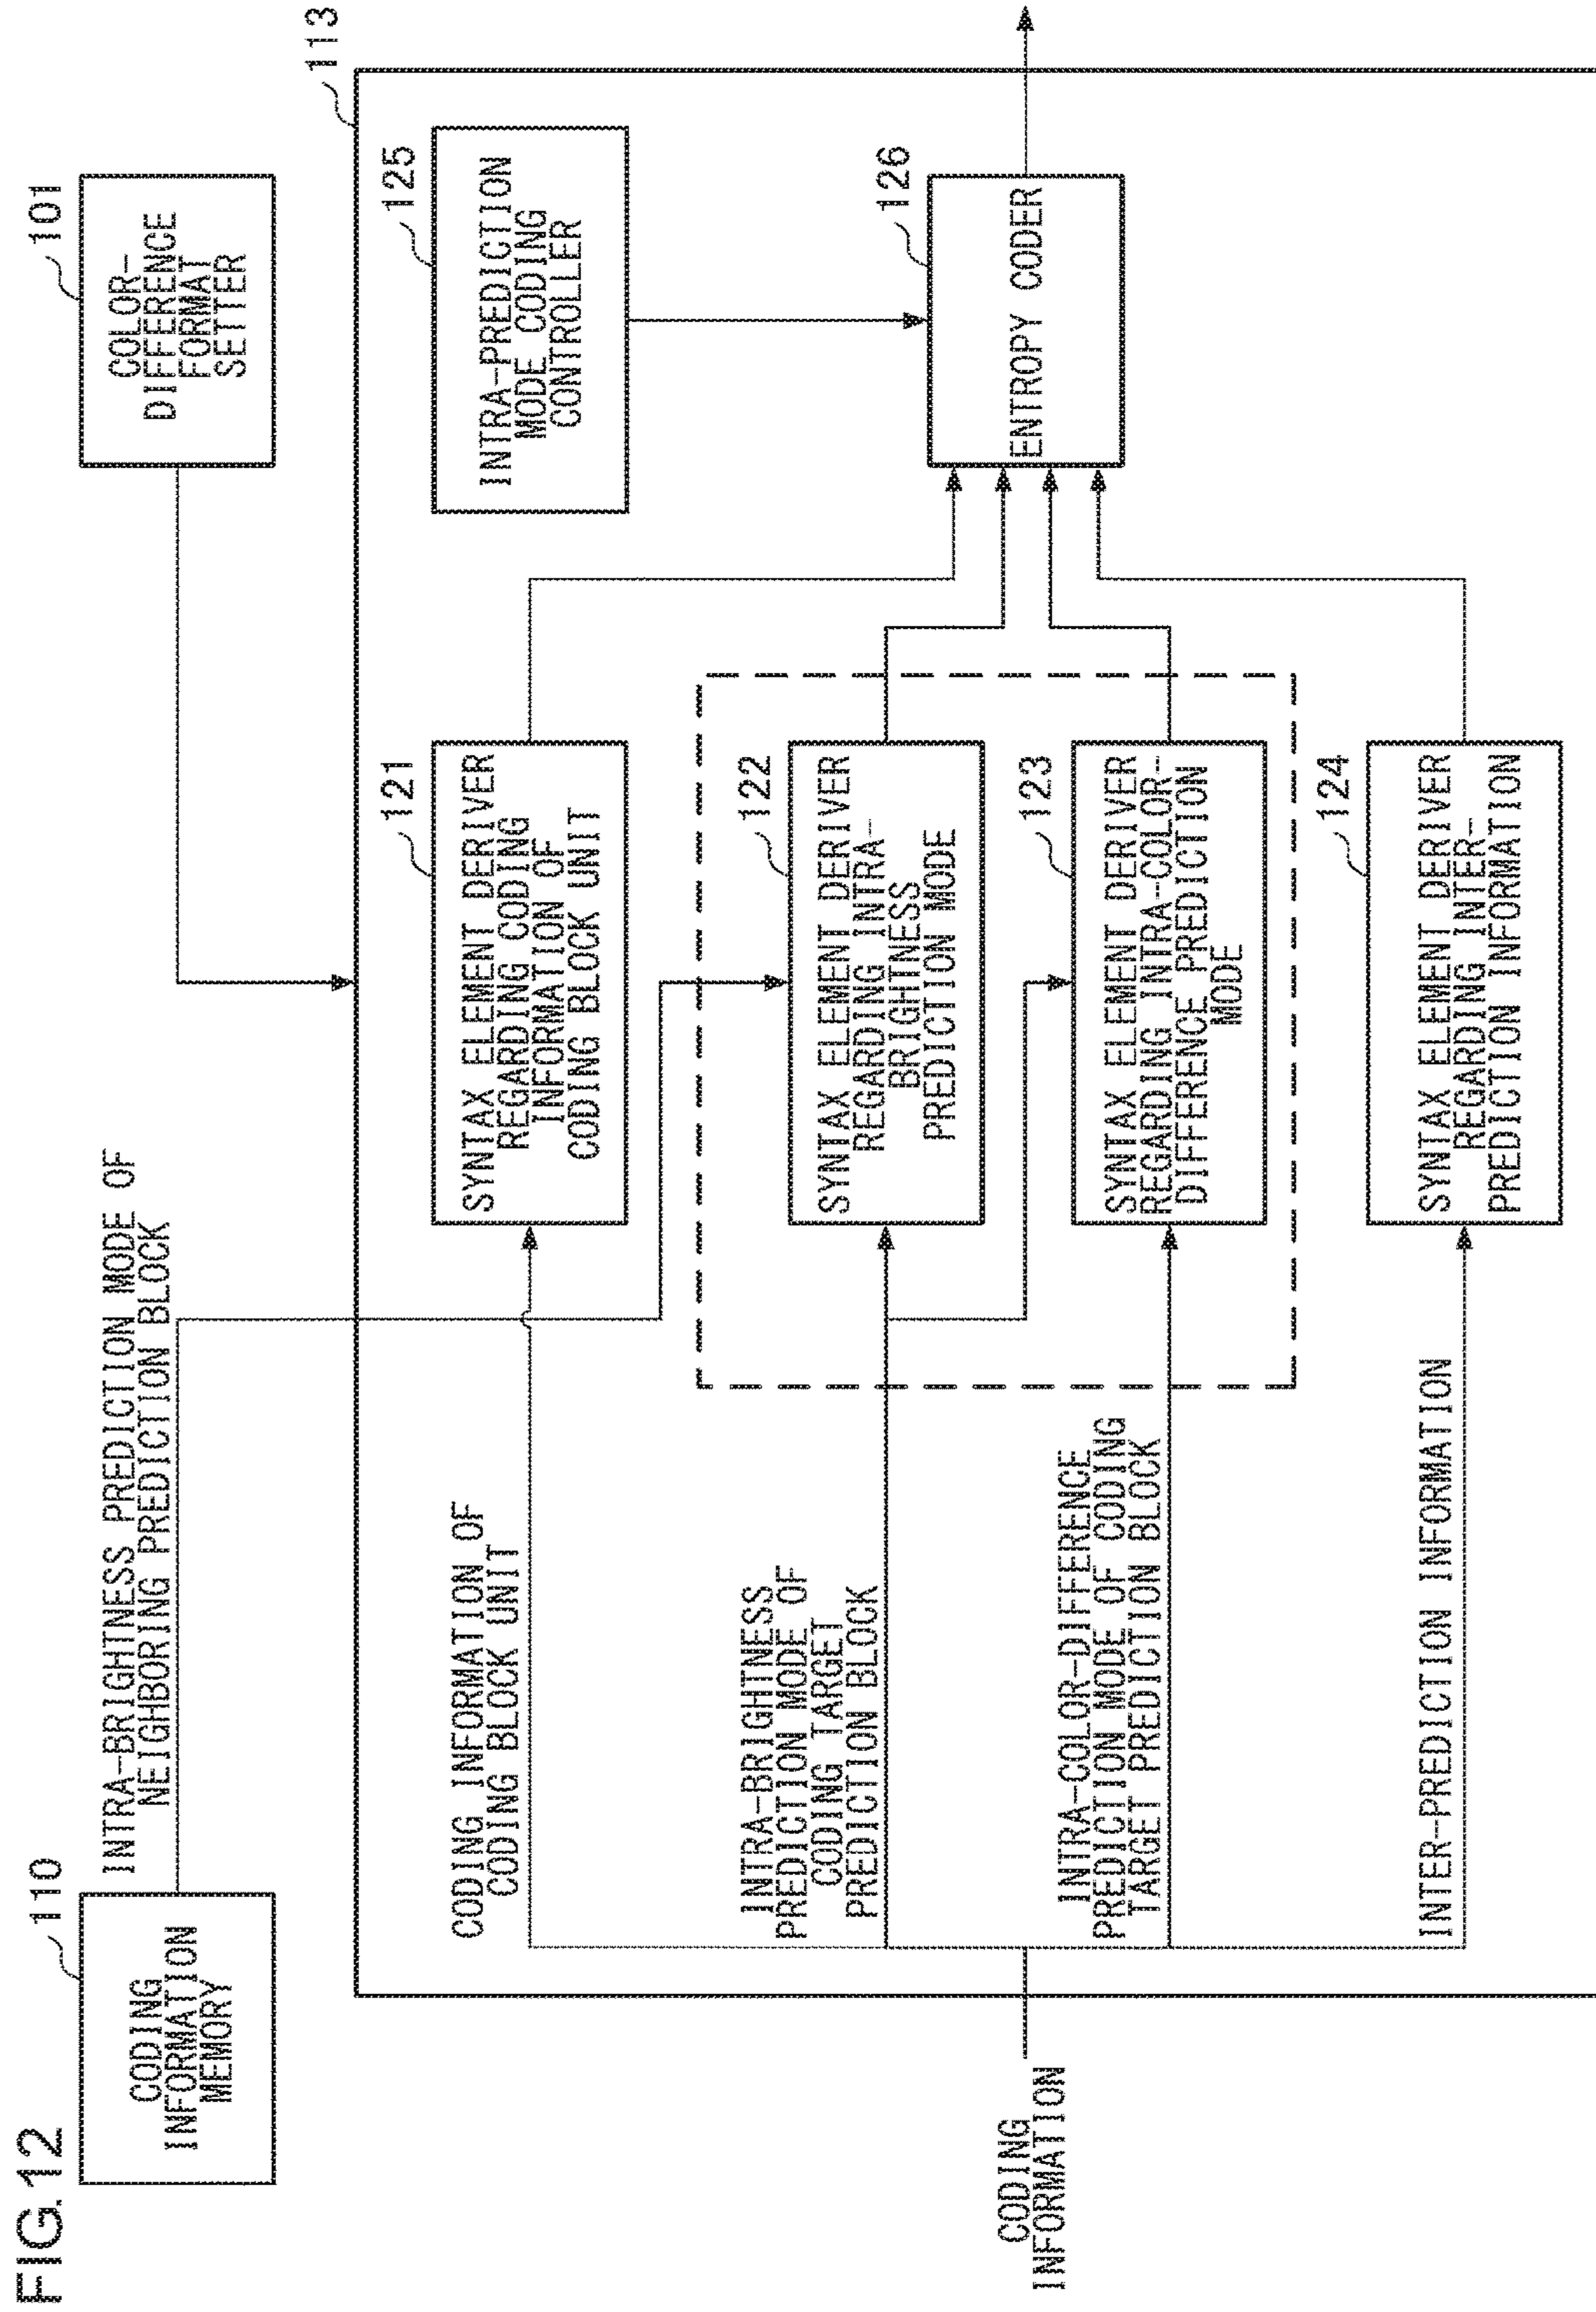 FIG.12
110
CODING
INFORMATION
MEMORY
INTRA-BRIGHTNESS PREDICTION MODE OF
NEIGHBORING PREDICTION BLOCK
101
COLOR-
DIFFERENCE
FORMAT
SETTER
113
CODING INFORMATION OF
CODING BLOCK UNIT
121
SYNTAX ELEMENT DERIVER
REGARDING CODING
INFORMATION OF
CODING BLOCK UNIT
125
INTRA-PREDICTION
MODE CODING
CONTROLLER
INTRA-BRIGHTNESS
PREDICTION MODE OF
CODING TARGET
PREDICTION BLOCK
122
SYNTAX ELEMENT DERIVER
REGARDING INTRA-
BRIGHTNESS
PREDICTION MODE
126
ENTROPY CODER
CODING
INFORMATION
INTRA-COLOR-DIFFERENCE
PREDICTION MODE OF CODING
TARGET PREDICTION BLOCK
123
SYNTAX ELEMENT DERIVER
REGARDING INTRA-COLOR-
DIFFERENCE PREDICTION
MODE
INTER-PREDICTION INFORMATION
124
SYNTAX ELEMENT DERIVER
REGARDING INTER-
PREDICTION INFORMATION